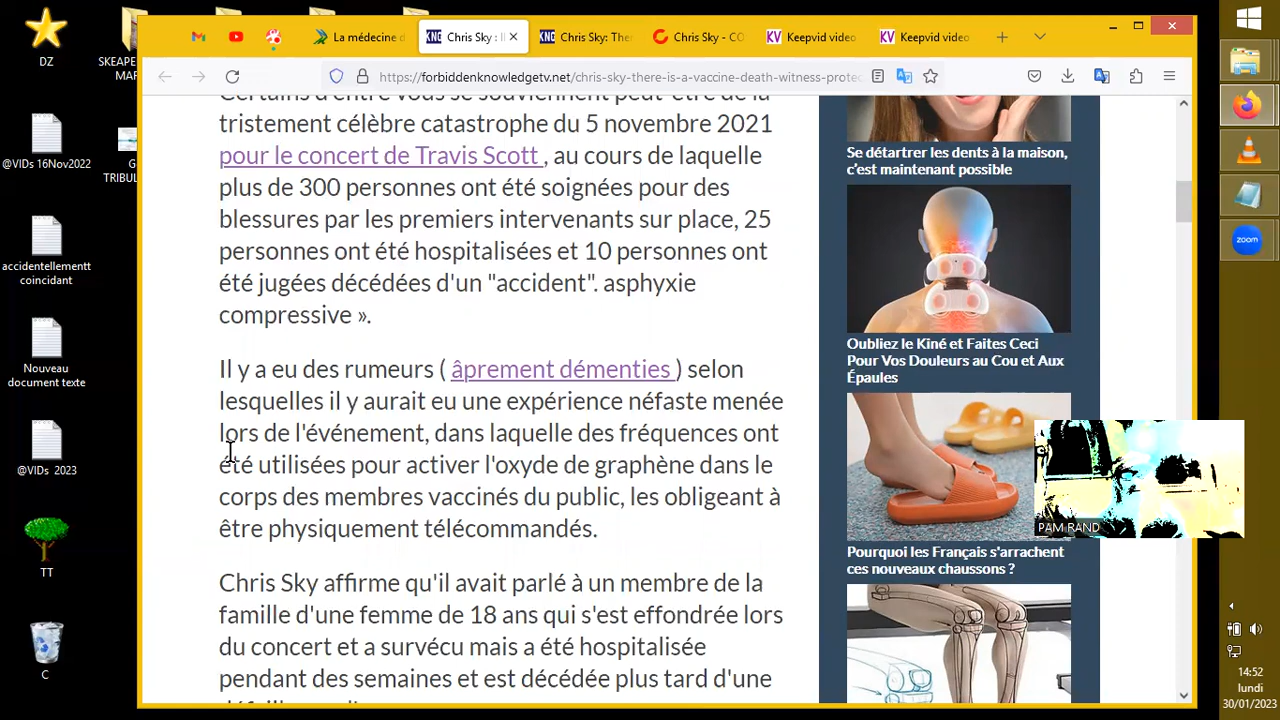 DZ
SKEAPE
MAR
@VIDs 16Nov2022
G
TRIBUL
accidentellementt
coincidant
Nouveau
document texte
@VIDs 2023
TT
C
La médecine d
KNO
Chris Sky : I
Chris Sky: The
Chris Sky - CO
KV
Keepvid video
KV
Keepvid video
https://forbiddenknowledgetv.net/chris-sky-there-is-a-vaccine-death-witness-protec
Certains d'entre vous se souviennent peut-être de la
tristement célèbre catastrophe du 5 novembre 2021
pour le concert de Travis Scott , au cours de laquelle
plus de 300 personnes ont été soignées pour des
blessures par les premiers intervenants sur place, 25
personnes ont été hospitalisées et 10 personnes ont
été jugées décédées d'un "accident". asphyxie
compressive ».
Il y a eu des rumeurs ( âprement démenties ) selon
lesquelles il y aurait eu une expérience néfaste menée
lors de l'événement, dans laquelle des fréquences ont
été utilisées pour activer l'oxyde de graphène dans le
corps des membres vaccinés du public, les obligeant à
être physiquement télécommandés.
Chris Sky affirme qu'il avait parlé à un membre de la
famille d'une femme de 18 ans qui s'est effondrée lors
du concert et a survécu mais a été hospitalisée
pendant des semaines et est décédée plus tard d'une
Se détartrer les dents à la maison,
c'est maintenant possible
Oubliez le Kiné et Faites Ceci
Pour Vos Douleurs au Cou et Aux
Épaules
Pourquoi les Français s'arrachent
ces nouveaux chaussons ?
PAM RAND
zoom
14:52
lundi
30/01/2023